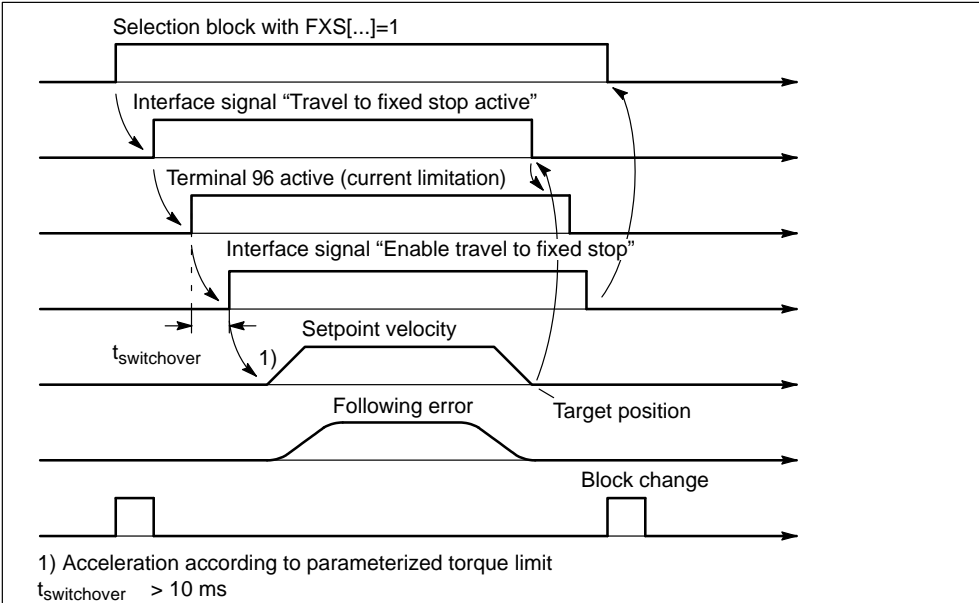 Selection block with FXS[...]=1
Interface signal “Travel to fixed stop active”
Terminal 96 active (current limitation)
Interface signal “Enable travel to fixed stop”
Setpoint velocity
tswitchover
1)
Target position
Following error
Block change
1) Acceleration according to parameterized torque limit
tswitchover > 10 ms